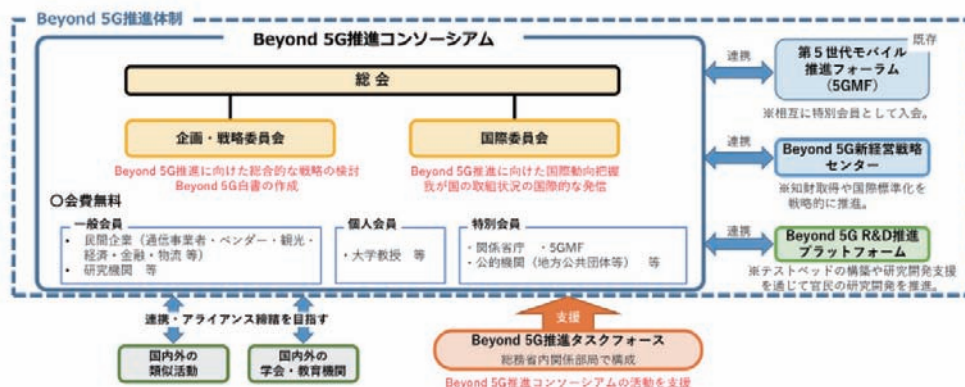 Beyond 5G推進体制
Beyond 5G推進コンソーシアム
総会
企画・戦略委員会
Beyond 5G推進に向けた総合的な戦略の検討
Beyond 5G白書の作成
国際委員会
Beyond 5G推進に向けた国際動向把握
我が国の取組状況の国際的な発信
〇会費無料
一般会員
・ 民間企業（通信事業者・ベンダー・観光・
経済・金融・物流 等）
・ 研究機関 等
個人会員
・大学教授 等
特別会員
・関係省庁 ・5GMF
・公的機関（地方公共団体等） 等
連携
既存
第５世代モバイル
推進フォーラム
（5GMF）
※相互に特別会員として入会。
連携
Beyond 5G新経営戦略
センター
※知財取得や国際標準化を
戦略的に推進。
連携
Beyond 5G R&D推進
プラットフォーム
※テストベッドの構築や研究開発支援
を通じて官民の研究開発を推進。
連携・アライアンス締結を目指す
国内外の
類似活動
国内外の
学会・教育機関
支援
Beyond 5G推進タスクフォース
総務省内関係部局で構成
Beyond 5G推進コンソーシアムの活動を支援